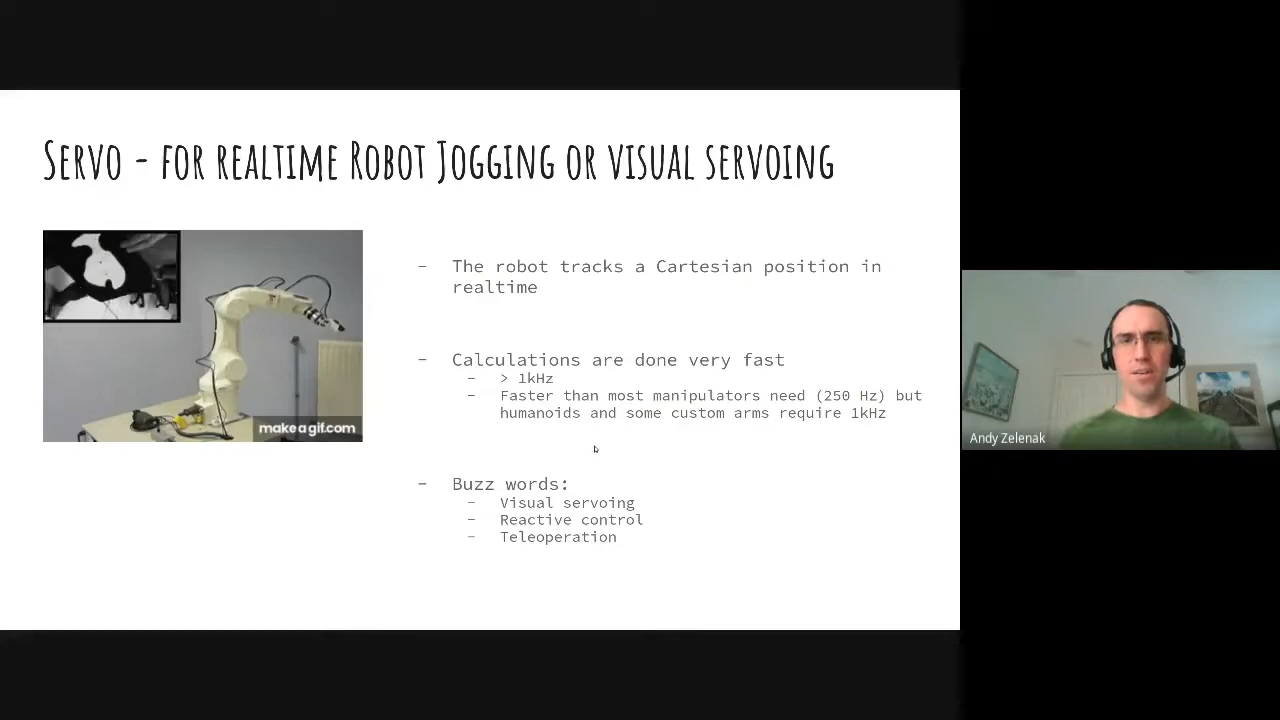 Servo - for realtime Robot Jogging or visual servoing
- The robot tracks a Cartesian position in
realtime
- Calculations are done very fast
- > 1kHz
- Faster than most manipulators need (250 Hz) but
humanoids and some custom arms require 1kHz
- Buzz words:
- Visual servoing
- Reactive control
- Teleoperation
makeagif.com
Andy Zelenak